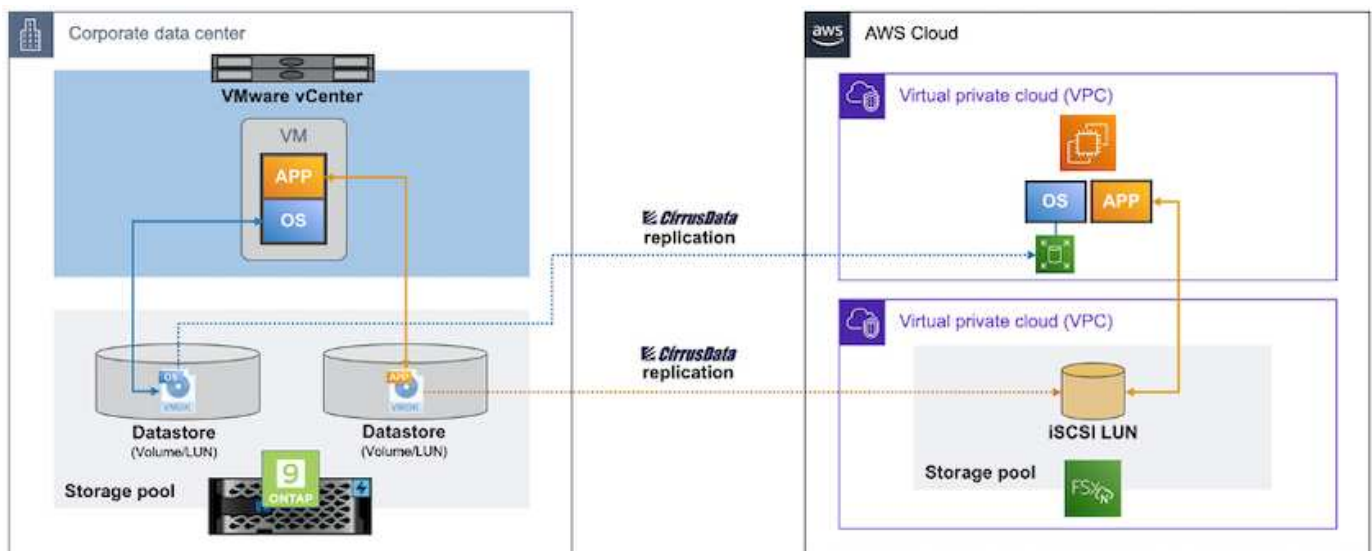 Corporate data center
VMware vCenter
VM
APP
OS
OS
VMDK
APP
VMDK
Datastore
(Volume/LUN)
Datastore
(Volume/LUN)
Storage pool
9
ONTAP
CirrusData
replication
CirrusData
replication
aws
AWS Cloud
Virtual private cloud (VPC)
OS
APP
Virtual private cloud (VPC)
iSCSI LUN
Storage pool
FSxN